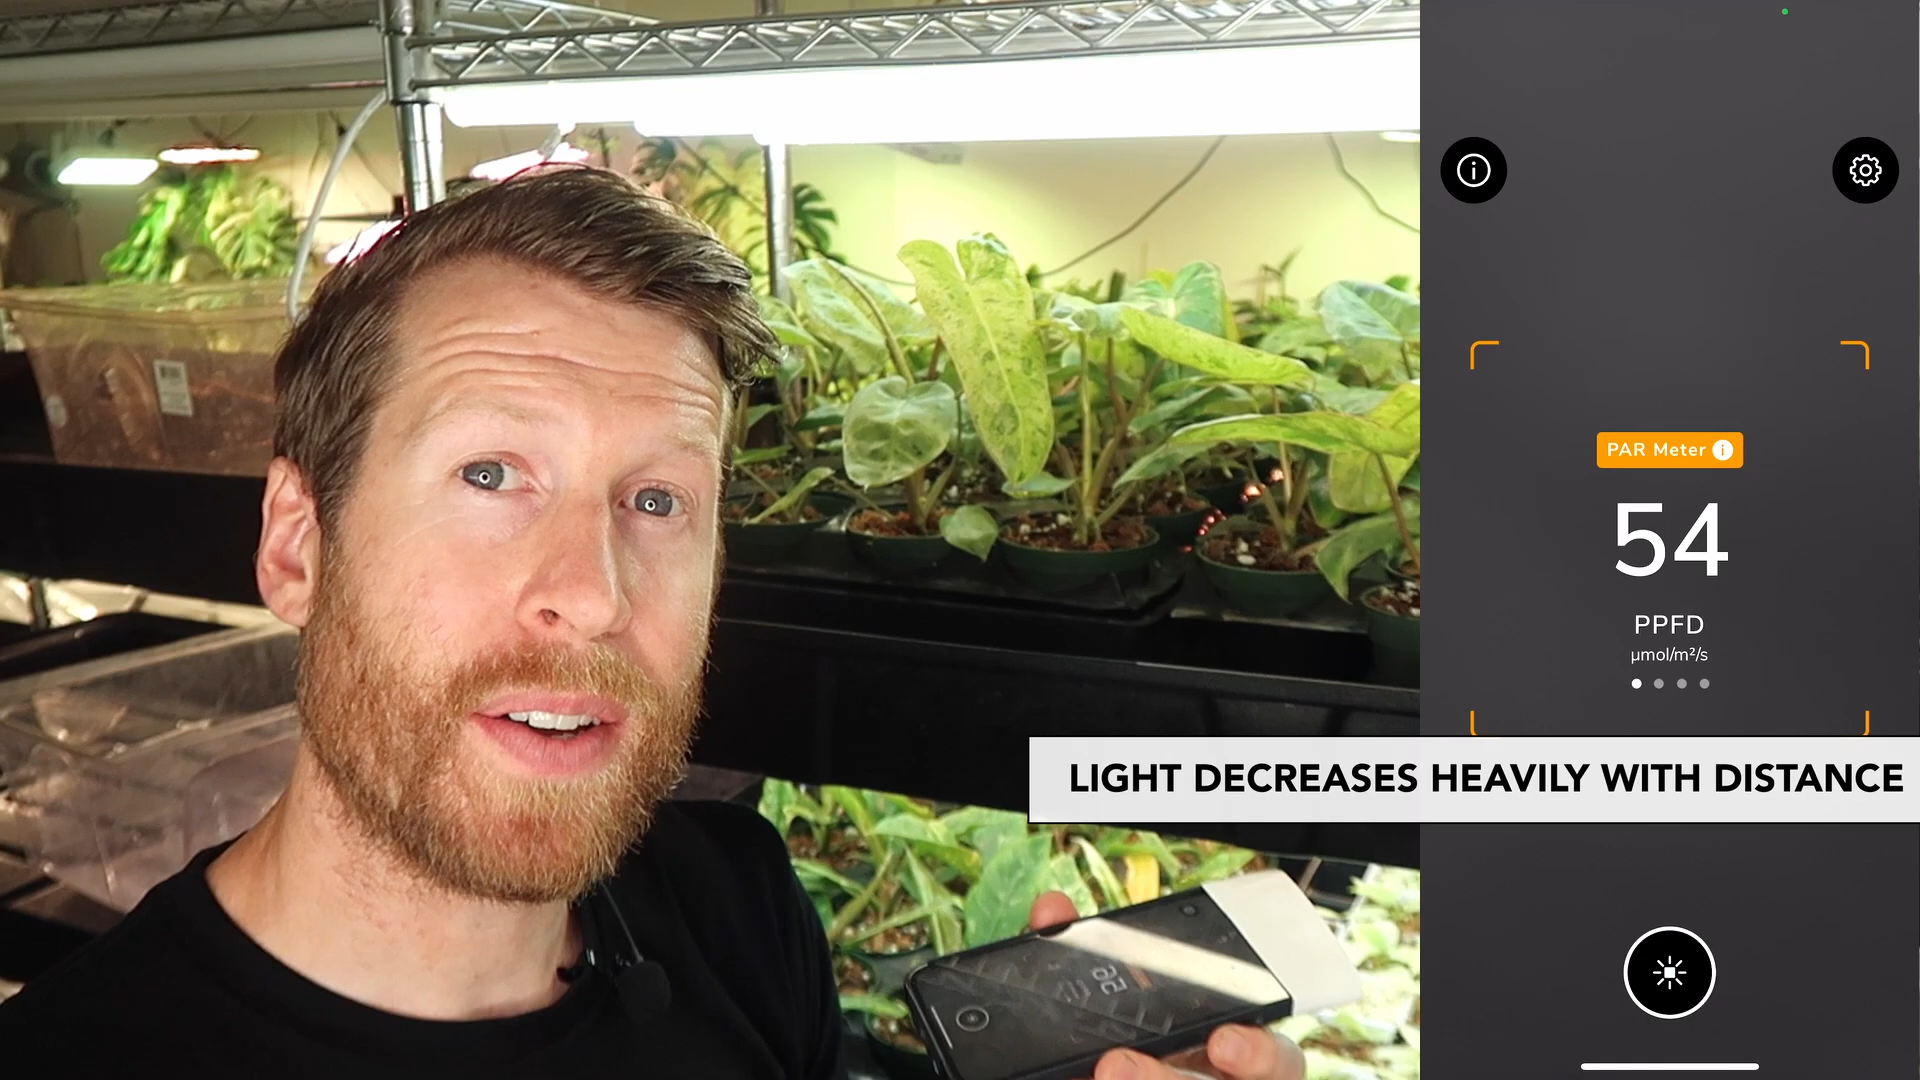 PAR Meter
54
PPFD
µmol/m²/s
LIGHT DECREASES HEAVILY WITH DISTANCE